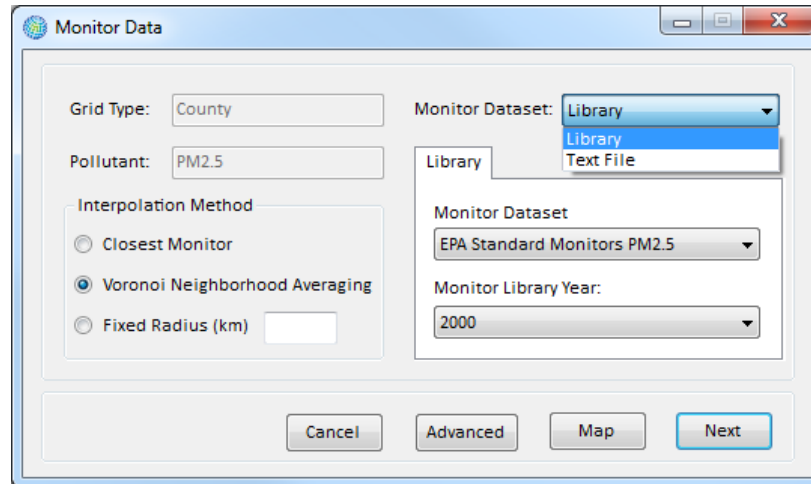 Monitor Data
Grid Type: County
Monitor Dataset: Library
Library
Text File
Pollutant: PM2.5
Library
Interpolation Method
Closest Monitor
Voronoi Neighborhood Averaging
Fixed Radius (km)
Monitor Dataset
EPA Standard Monitors PM2.5
Monitor Library Year:
2000
Cancel
Advanced
Map
Next